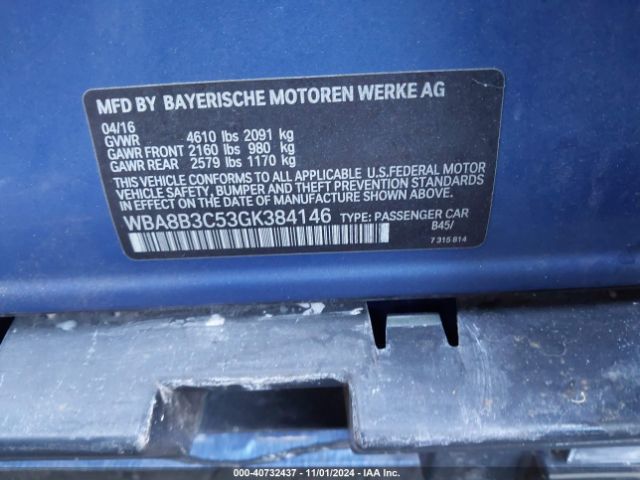 MFD BY BAYERISCHE MOTOREN WERKE AG
04/16
GVWR 4610 lbs 2091 kg
GAWR FRONT 2160 lbs 980 kg
GAWR REAR 2579 lbs 1170 kg
THIS VEHICLE CONFORMS TO ALL APPLICABLE U.S.FEDERAL MOTOR
VEHICLE SAFETY, BUMPER AND THEFT PREVENTION STANDARDS
IN EFFECT ON THE DATE OF MANUFACTURE SHOWN ABOVE.
WBA8B3C53GK384146 TYPE: PASSENGER CAR
B45/
7 315 814
000-40732437 - 11/01/2024 - IAA Inc.